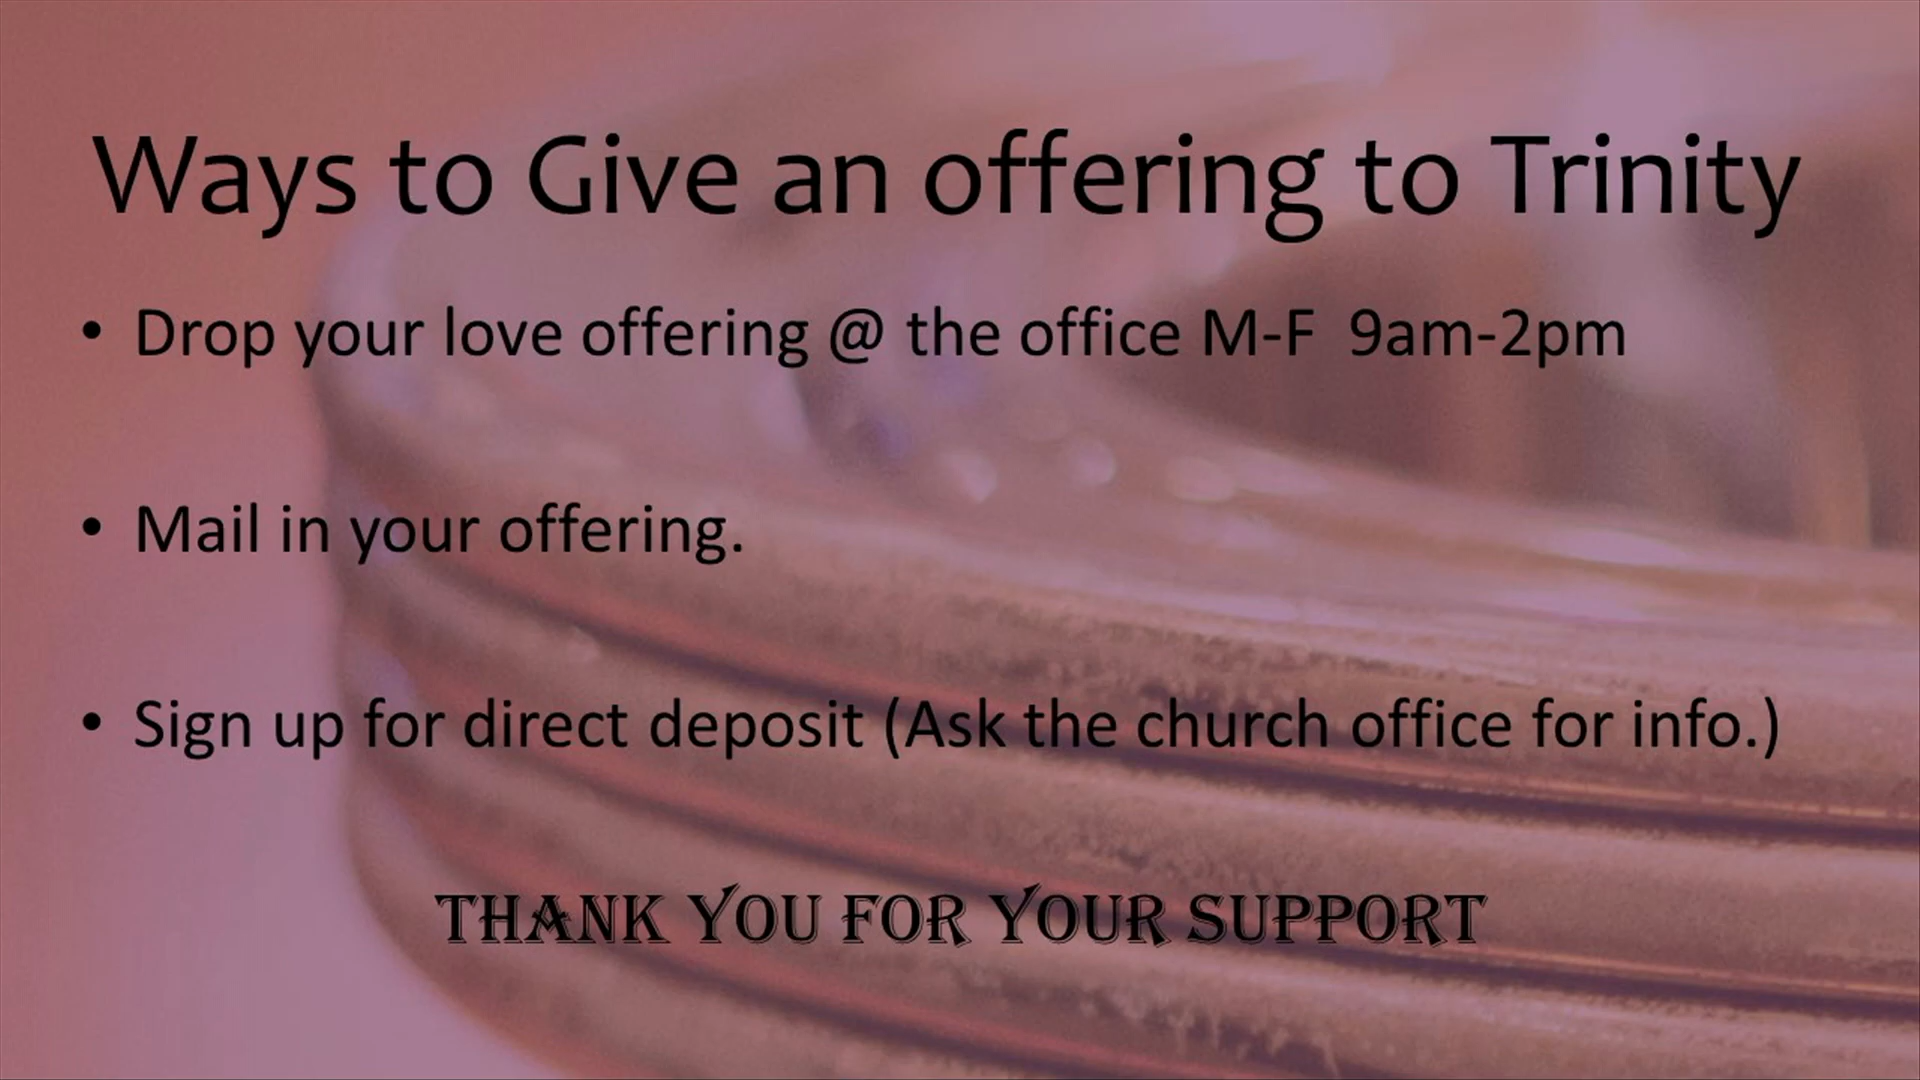 Ways to Give an offering to Trinity
• Drop your love offering @ the office M-F  9am-2pm
• Mail in your offering.
• Sign up for direct deposit (Ask the church office for info.)
THANK YOU FOR YOUR SUPPORT